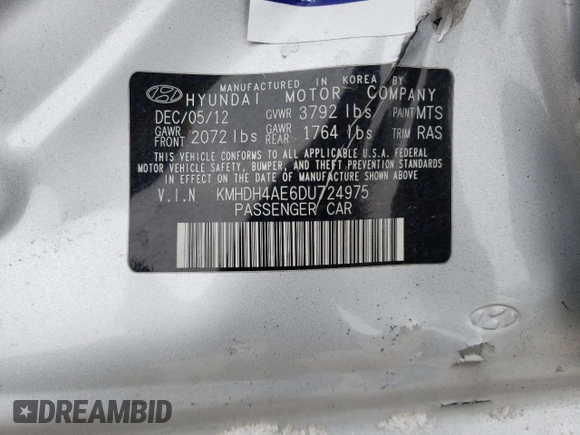 MANUFACTURED IN KOREA BY
HYUNDAI MOTOR COMPANY
DEC/05/12 GVWR 3792 lbs PAINT MTS
GAWR FRONT 2072 lbs GAWR REAR 1764 lbs TRIM RAS
THIS VEHICLE CONFORMS TO ALL APPLICABLE U.S.A. FEDERAL
MOTOR VEHICLE SAFETY, BUMPER, AND THEFT PREVENTION STANDARDS
IN EFFECT ON THE DATE OF MANUFACTURE SHOWN ABOVE
V.I.N KMHDH4AE6DU724975
PASSENGER CAR
DREAMBID